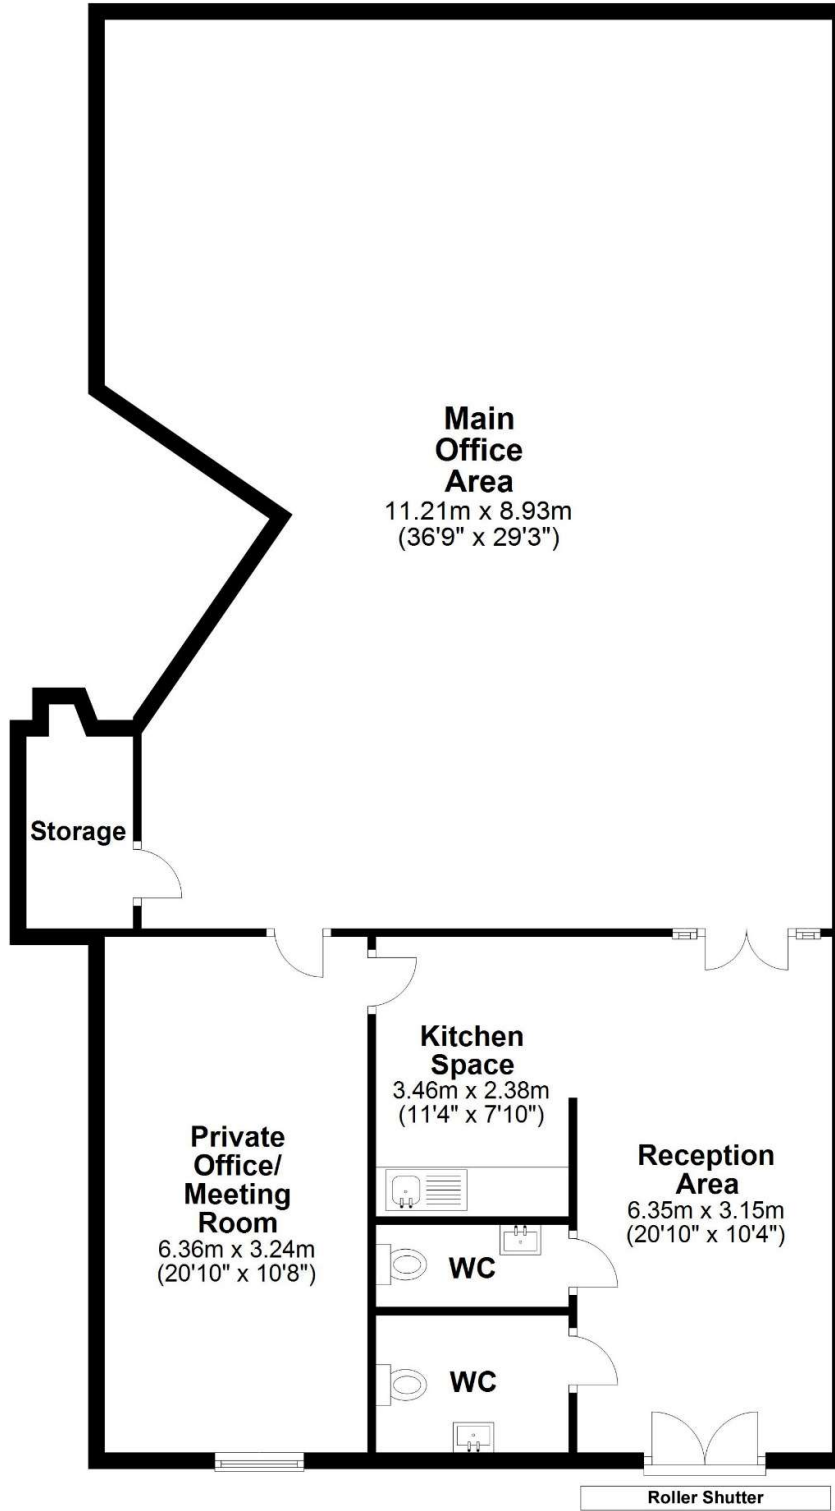 Main
Office
Area
11.21m x 8.93m
(36'9" x 29'3")
Storage
Kitchen
Space
3.46m x 2.38m
(11'4" x 7'10")
Private
Office/
Meeting
Room
6.36m x 3.24m
(20'10" x 10'8")
Reception
Area
6.35m x 3.15m
(20'10" x 10'4")
WC
WC
Roller Shutter